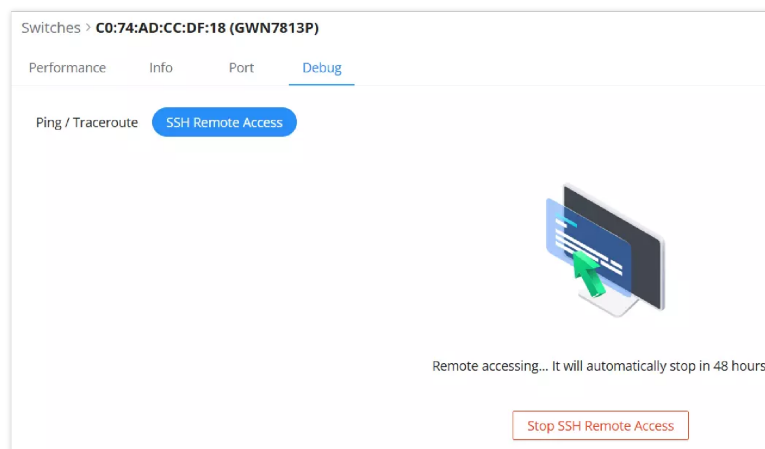 Switches > C0:74:AD:CC:DF:18 (GWN7813P)
Performance Info Port Debug
Ping / Traceroute SSH Remote Access
Remote accessing... It will automatically stop in 48 hours
Stop SSH Remote Access